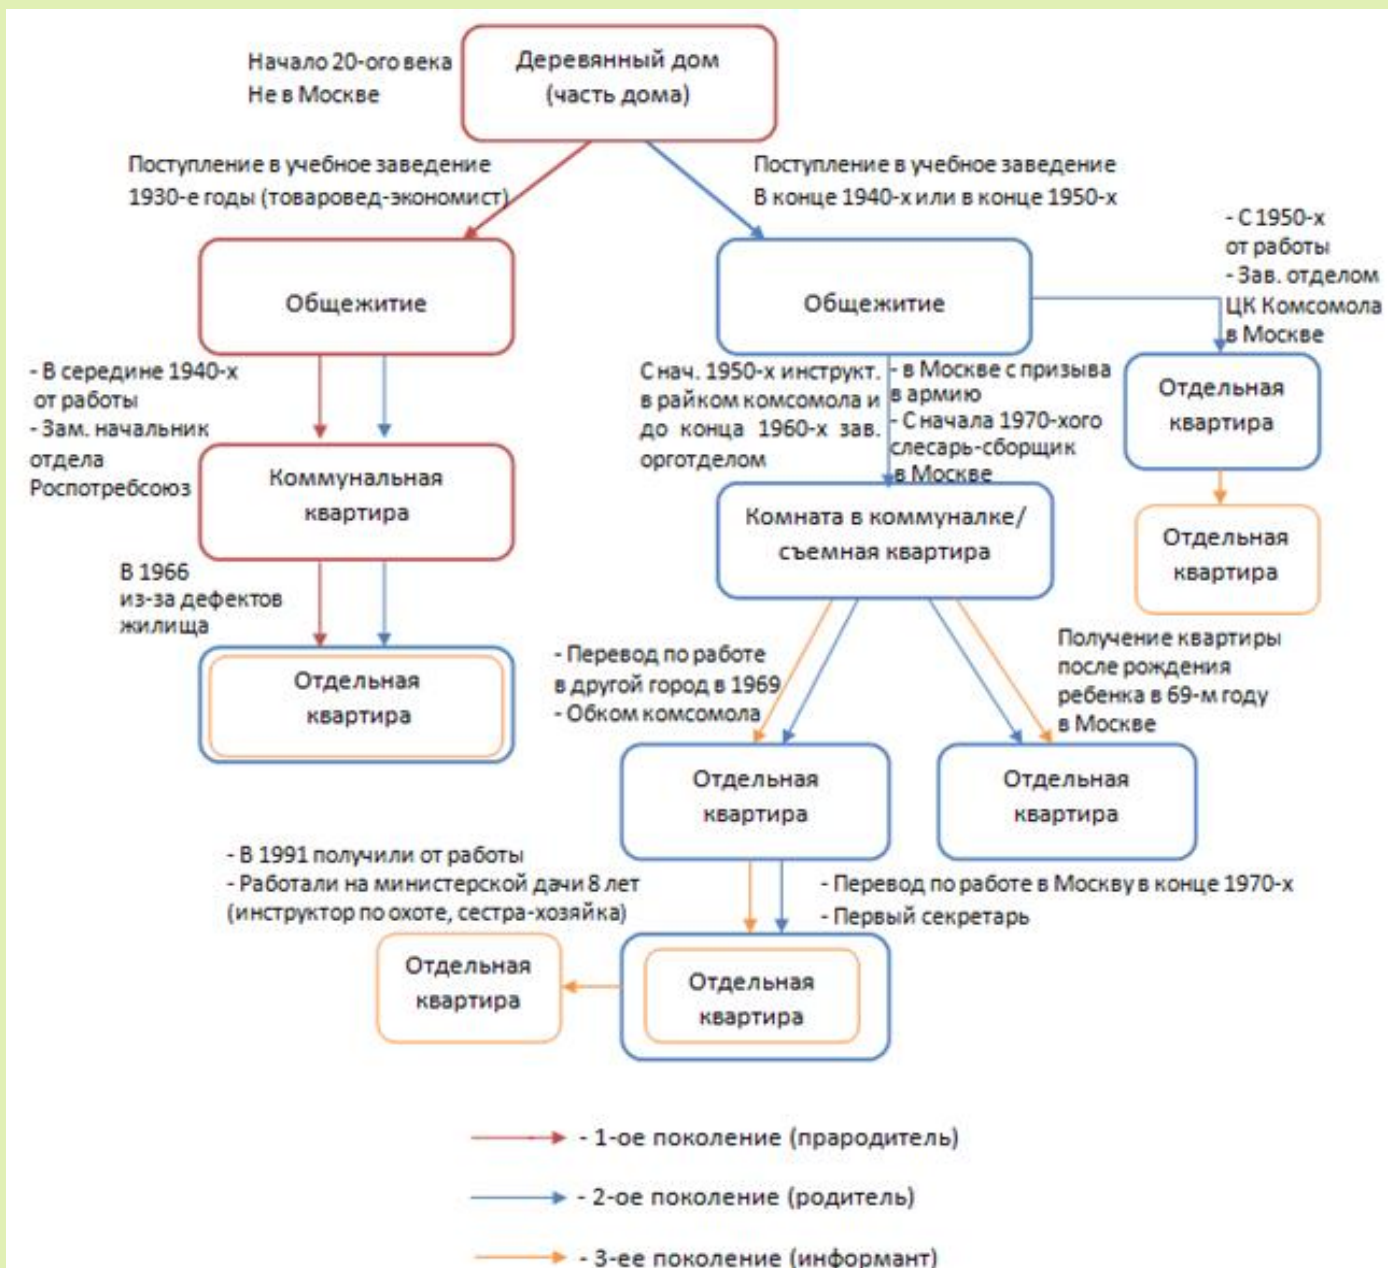 Начало 20-ого века
Не в Москве
Деревянный дом
(часть дома)
Поступление в учебное заведение
1930-е годы (товаровед-экономист)
Поступление в учебное заведение
В конце 1940-х или в конце 1950-х
- С 1950-х
от работы
- Зав. отделом
ЦК Комсомола
в Москве
Общежитие
Общежитие
- В середине 1940-х
от работы
- Зам. начальник
отдела
Роспотребсоюз
С нач. 1950-х инструкт.
в райком комсомола и
до конца 1960-х зав.
орготделом
- в Москве с призыва
в армию
- С начала 1970-хого
слесарь-сборщик
в Москве
Отдельная
квартира
Коммунальная
квартира
Комната в коммуналке/
съемная квартира
Отдельная
квартира
В 1966
из-за дефектов
жилища
Отдельная
квартира
- Перевод по работе
в другой город в 1969
- Обком комсомола
Получение квартиры
после рождения
ребенка в 69-м году
в Москве
Отдельная
квартира
Отдельная
квартира
- В 1991 получили от работы
- Работали на министерской дачи 8 лет
(инструктор по охоте, сестра-хозяйка)
- Перевод по работе в Москву в конце 1970-х
- Первый секретарь
Отдельная
квартира
Отдельная
квартира
- 1-ое поколение (прародитель)
- 2-ое поколение (родитель)
- 3-ее поколение (информант)